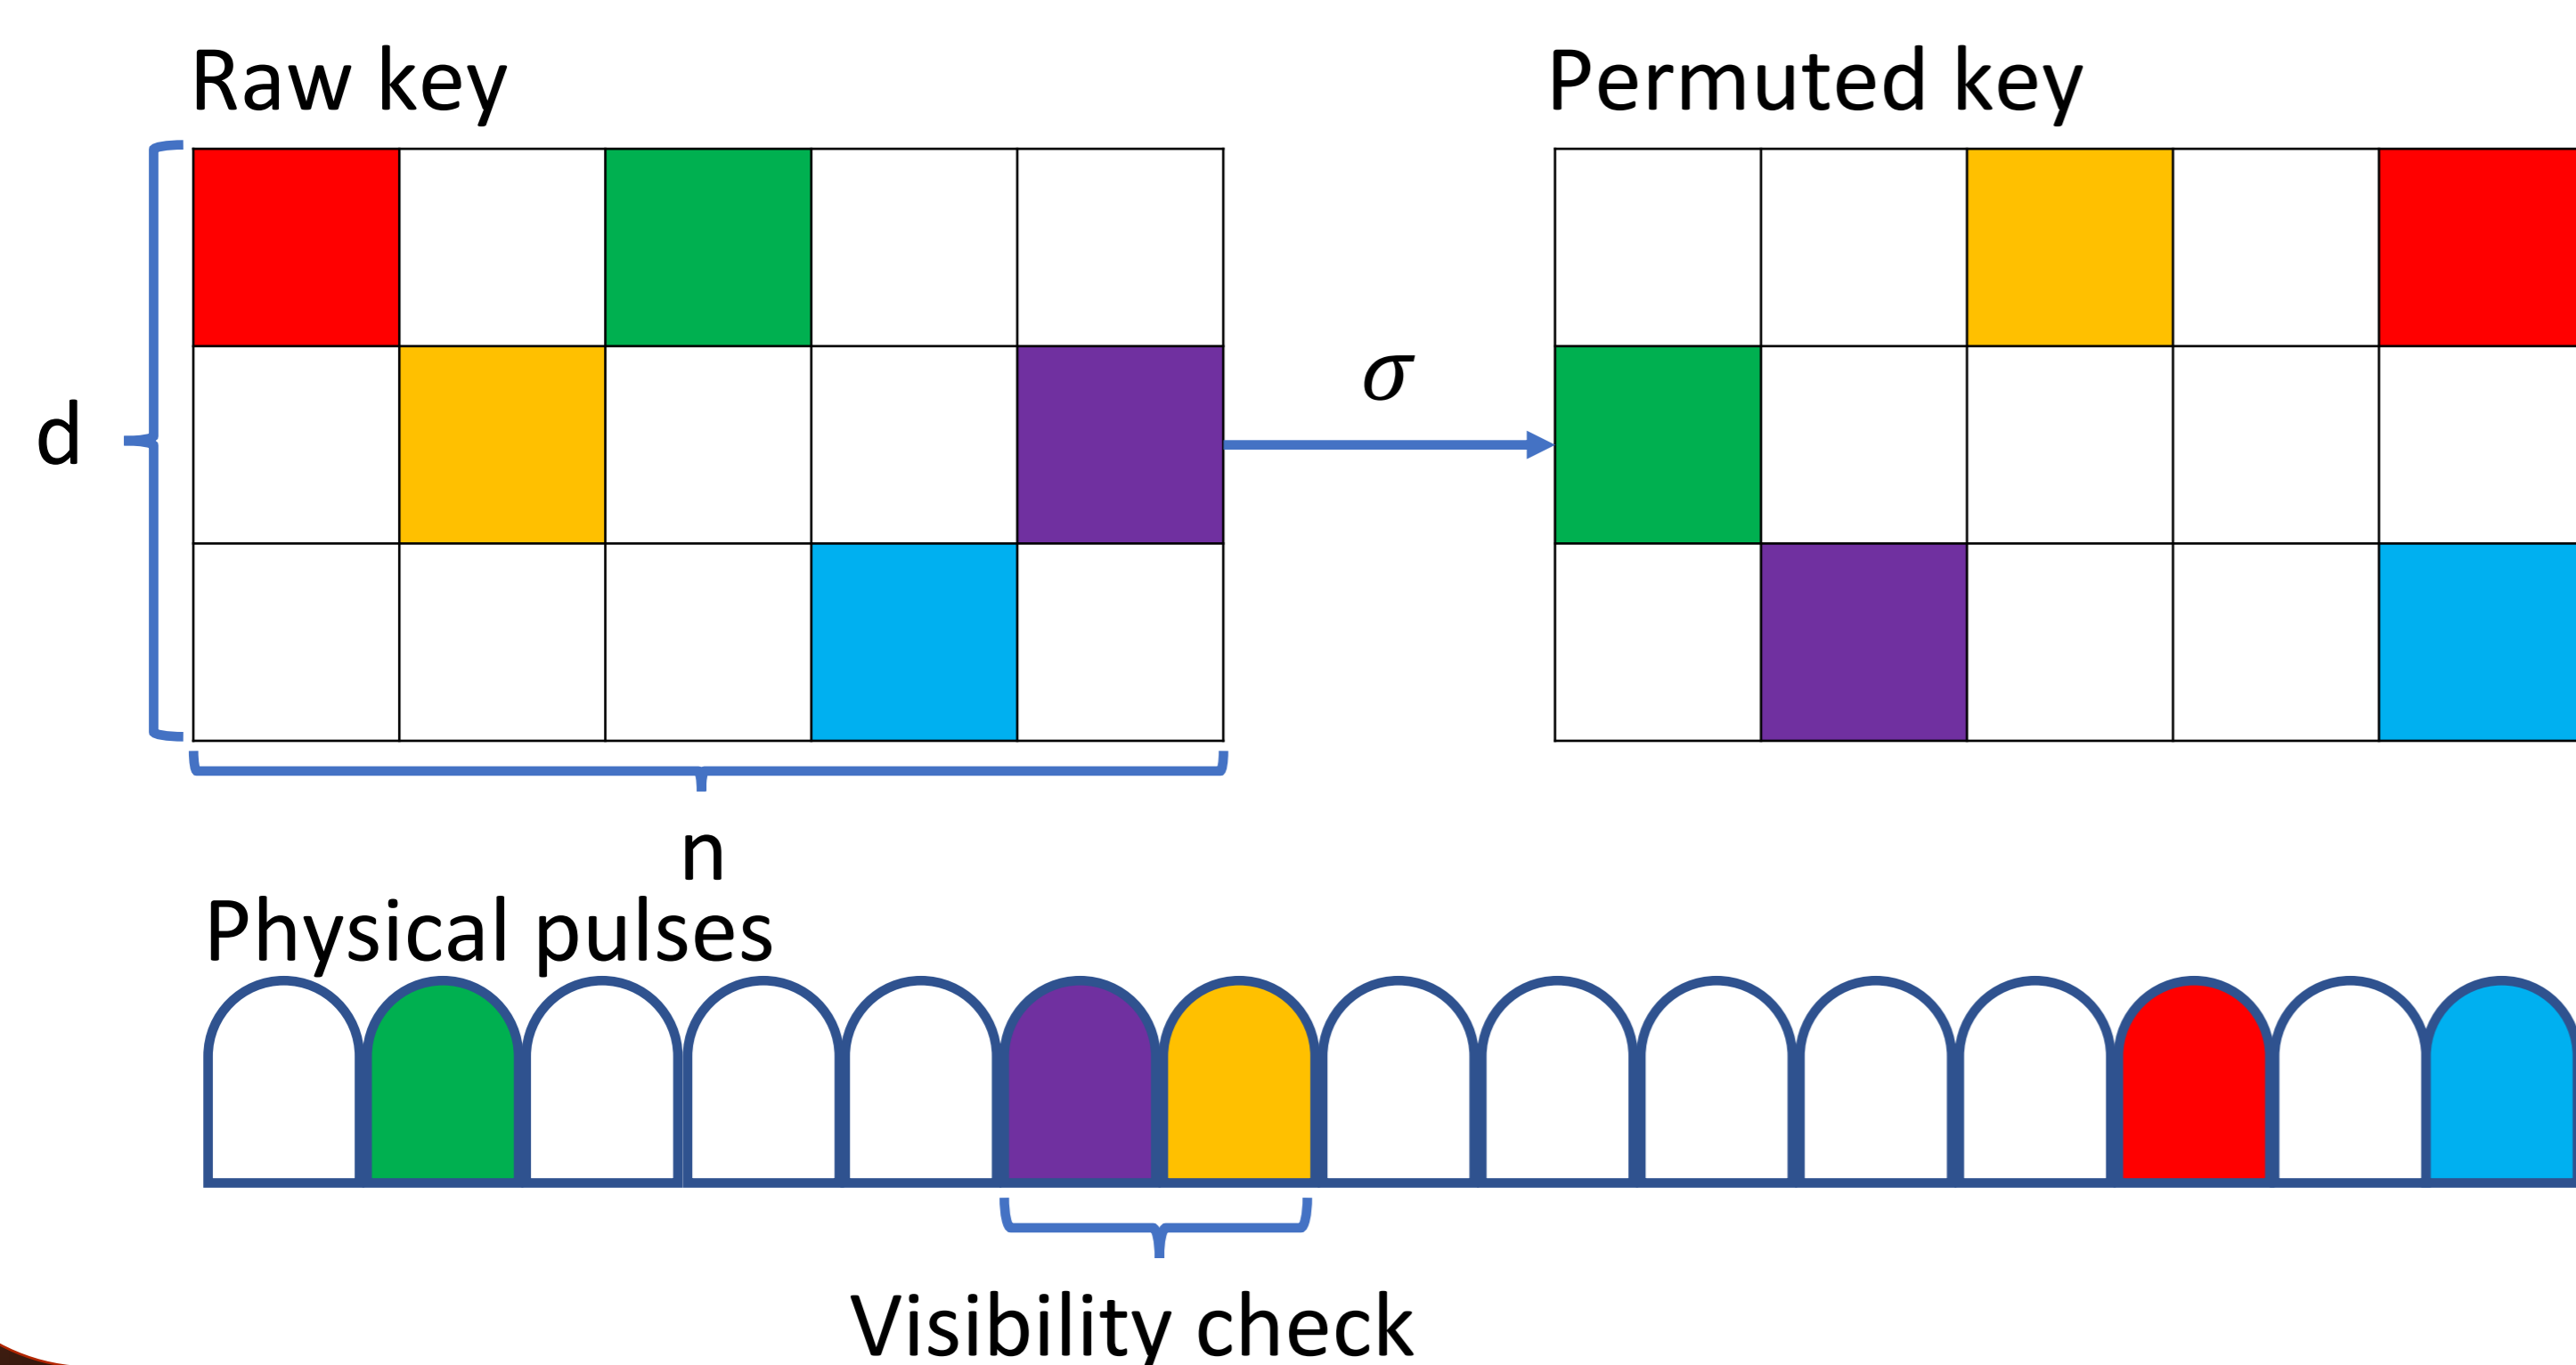 Raw key
Permuted key
d
σ
n
Physical pulses
Visibility check